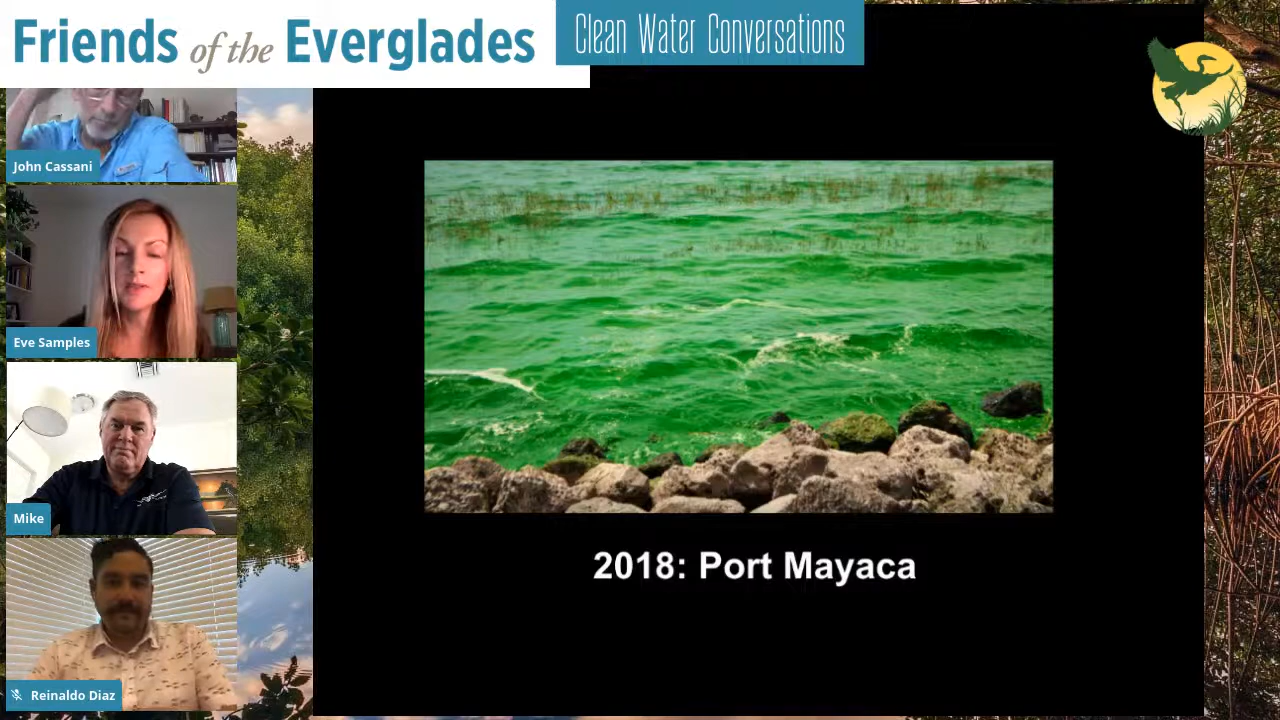 Friends of the Everglades
Clean Water Conversations
John Cassani
Eve Samples
Mike
Reinaldo Diaz
2018: Port Mayaca